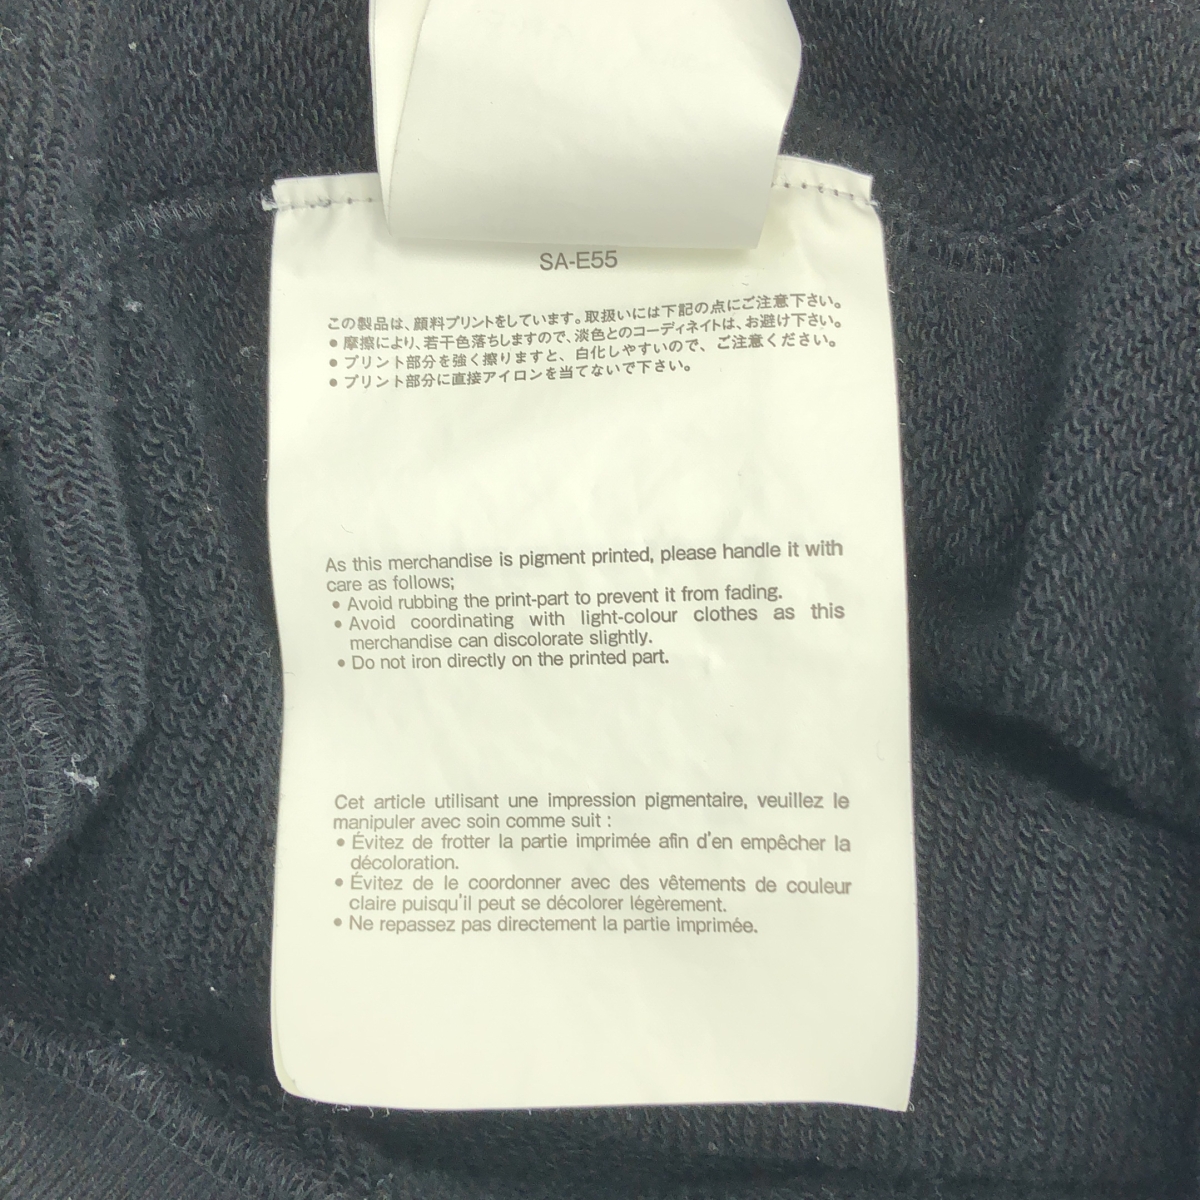 SA-E55
この製品は、顔料プリントをしています。取扱いには下記の点にご注意下さい。
● 摩擦により、若干色落ちしますので、淡色とのコーディネイトは、お避け下さい。
● プリント部分を強く擦りますと、白化しやすいので、ご注意ください。
● プリント部分に直接アイロンを当てないで下さい。
As this merchandise is pigment printed, please handle it with
care as follows;
● Avoid rubbing the print-part to prevent it from fading.
● Avoid coordinating with light-colour clothes as this
merchandise can discolorate slightly.
● Do not iron directly on the printed part.
Cet article utilisant une impression pigmentaire, veuillez le
manipuler avec soin comme suit :
● Évitez de frotter la partie imprimée afin d'en empêcher la
décoloration.
● Évitez de le coordonner avec des vêtements de couleur
claire puisqu'il peut se décolorer légèrement.
● Ne repassez pas directement la partie imprimée.